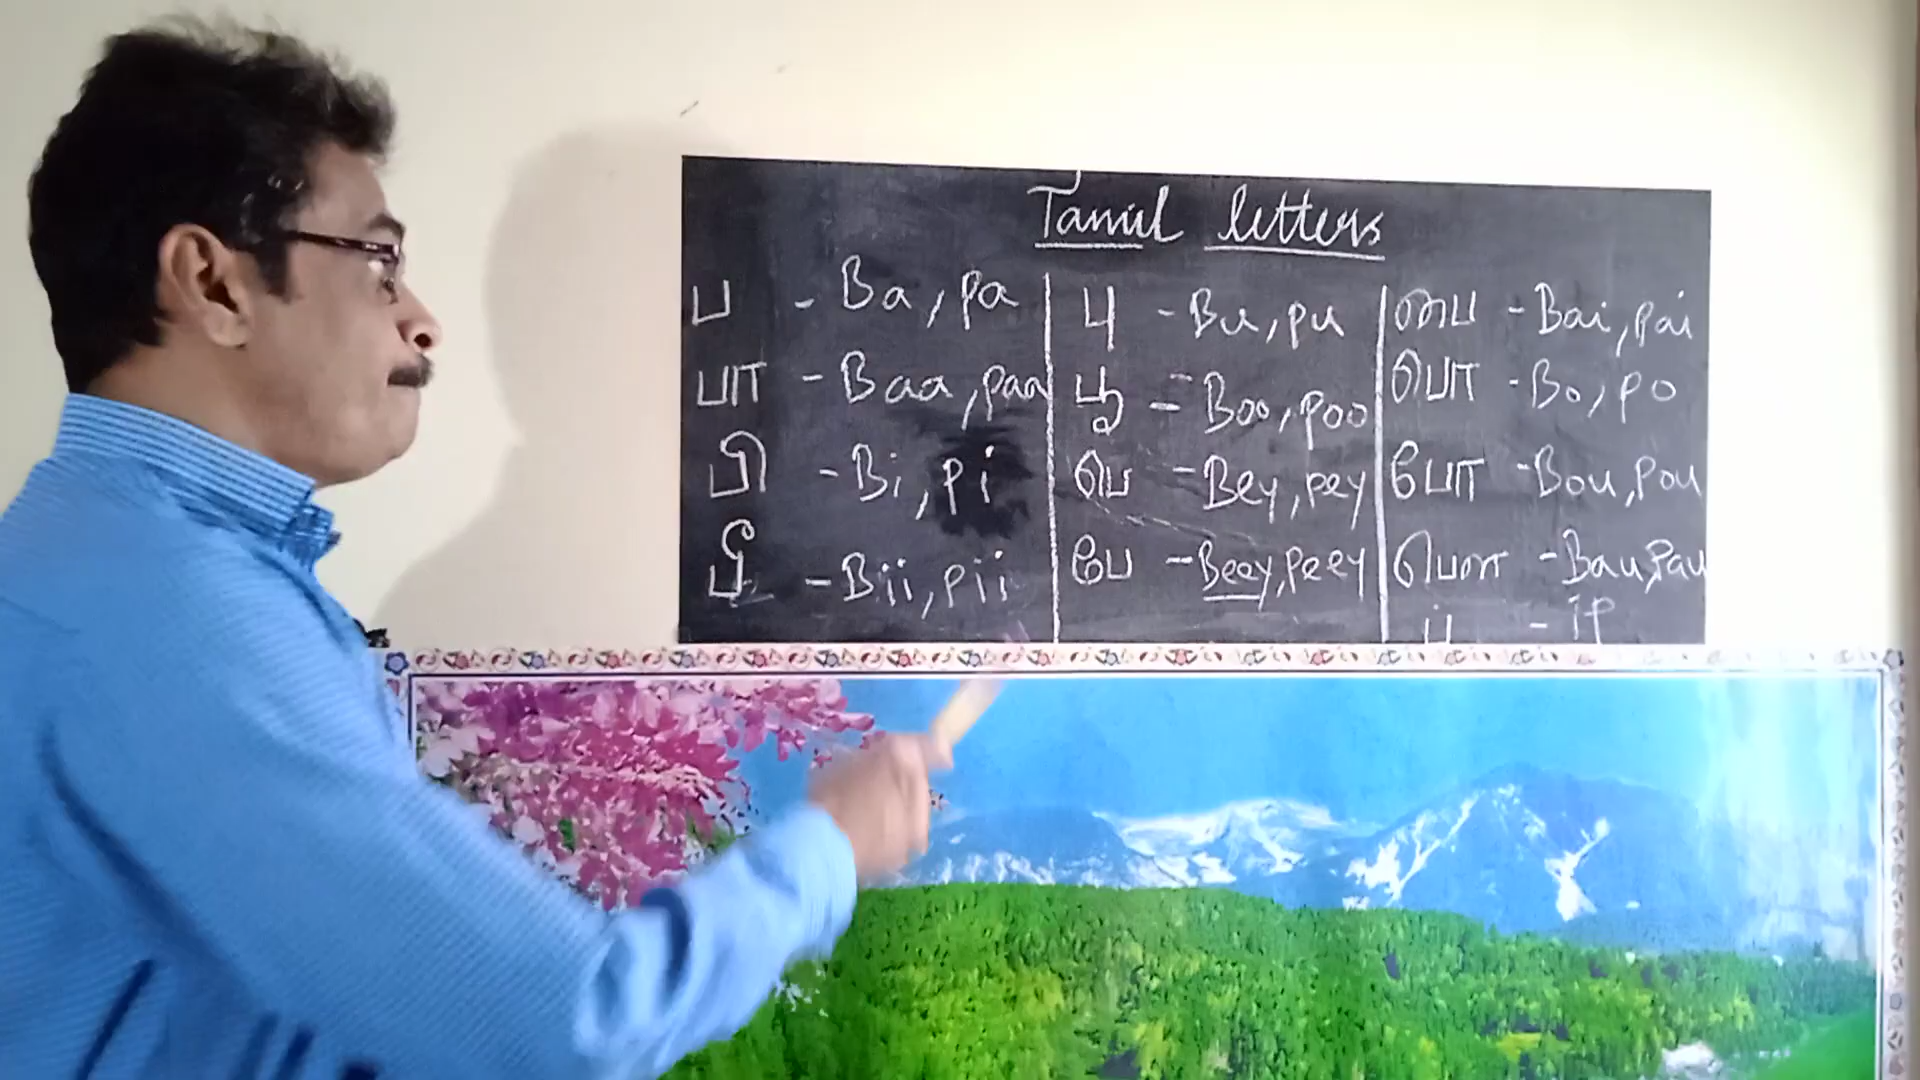 Tamil letters
ப - Ba, pa
பா - Baa, paa
பி - Bi, pi
பீ - Bii, pii
பு - Bu, pu
பூ - Boo, poo
பெ - Bey, pey
பே - Beey, peey
பை - Bai, pai
பொ - Bo, po
போ - Bou, pou
பௌ - Bau, pau
ப் - ip